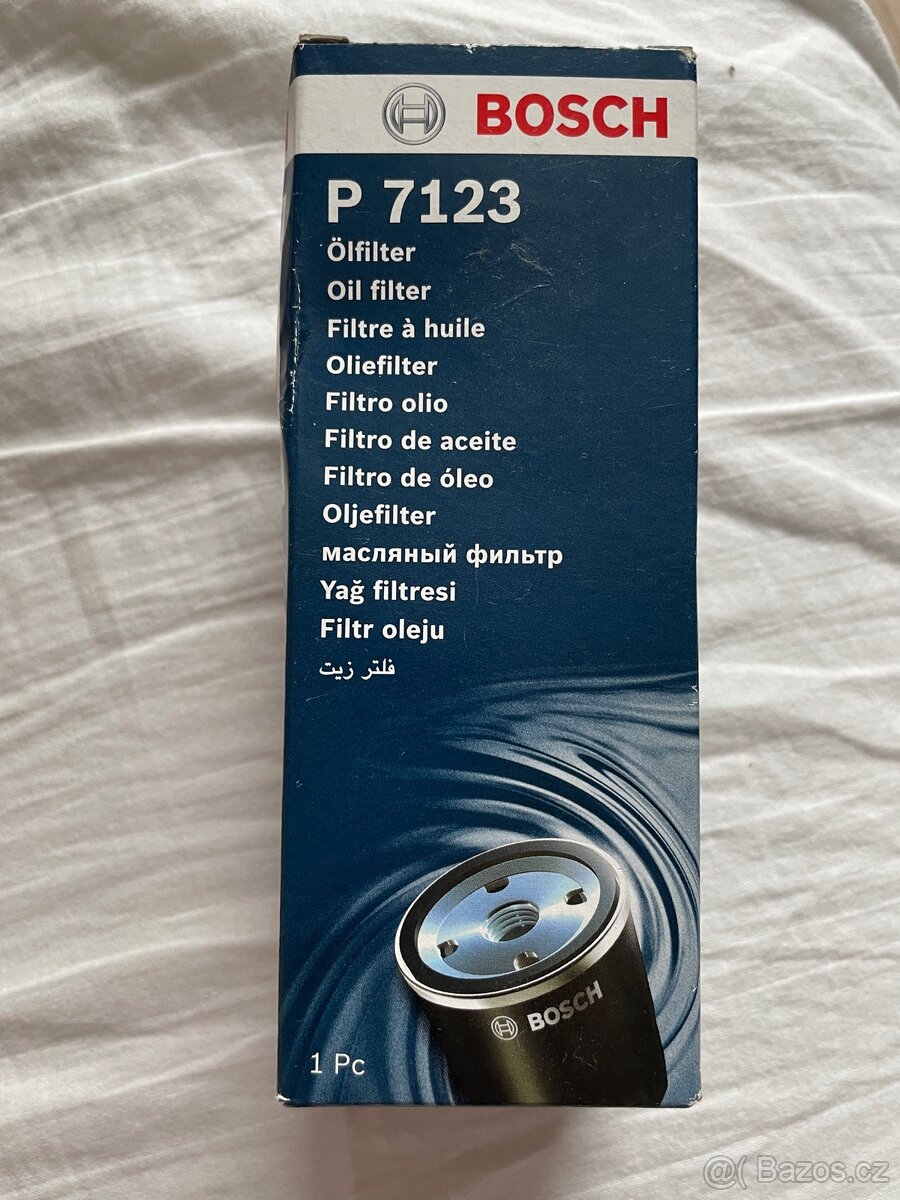 BOSCH
P 7123
Ölfilter
Oil filter
Filtre à huile
Oliefilter
Filtro olio
Filtro de aceite
Filtro de óleo
Oljefilter
масляный фильтр
Yağ filtresi
Filtr oleju
فلتر زيت
BOSCH
1 Pc
@( Bazos.cz